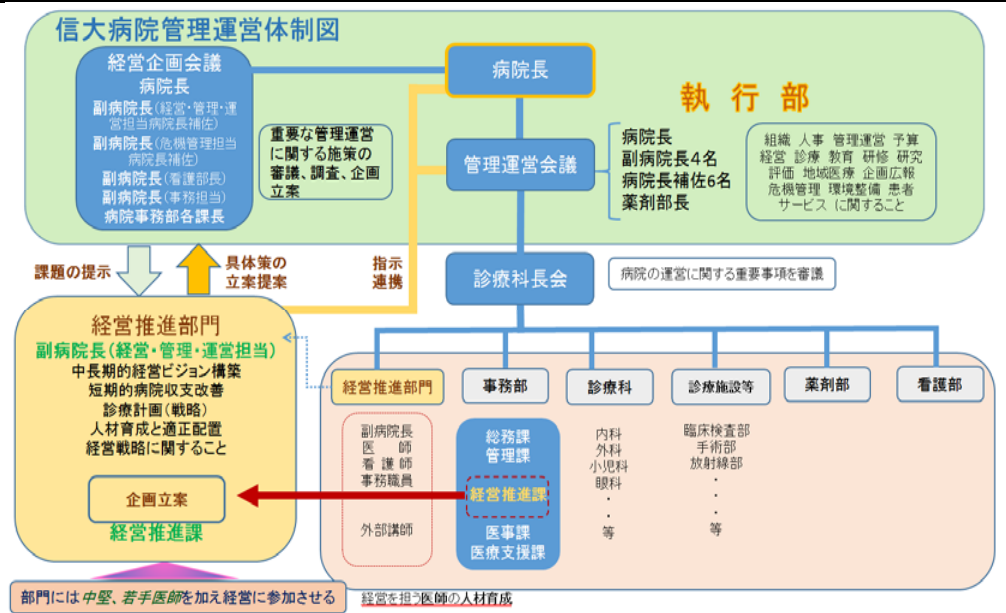 信大病院管理運営体制図
経営企画会議
病院長
副病院長(経営・管理・運
営担当病院長補佐)
副病院長(危機管理担当
病院長補佐)
副病院長(看護部長)
副病院長(事務担当)
病院事務部各課長
重要な管理運営
に関する施策の
審議、調査、企画
立案
病院長
管理運営会議
執行部
病院長
副病院長4名
病院長補佐6名
薬剤部長
組織 人事 管理運営 予算
経営 診療 教育 研修 研究
評価 地域医療 企画広報
危機管理 環境整備 患者
サービス に関すること
課題の提示
具体策の
立案提案
指示
連携
診療科長会
病院の運営に関する重要事項を審議
経営推進部門
副病院長(経営・管理・運営担当)
中長期的経営ビジョン構築
短期的病院収支改善
診療計画(戦略)
人材育成と適正配置
経営戦略に関すること
企画立案
経営推進課
経営推進部門
事務部
診療科
診療施設等
薬剤部
看護部
副病院長
医 師
看護師
事務職員
外部講師
総務課
管理課
経営推進課
医事課
医療支援課
内科
外科
小児科
眼科
・
・
等
臨床検査部
手術部
放射線部
・
・
・
等
部門には中堅、若手医師を加え経営に参加させる
経営を担う医師の人材育成